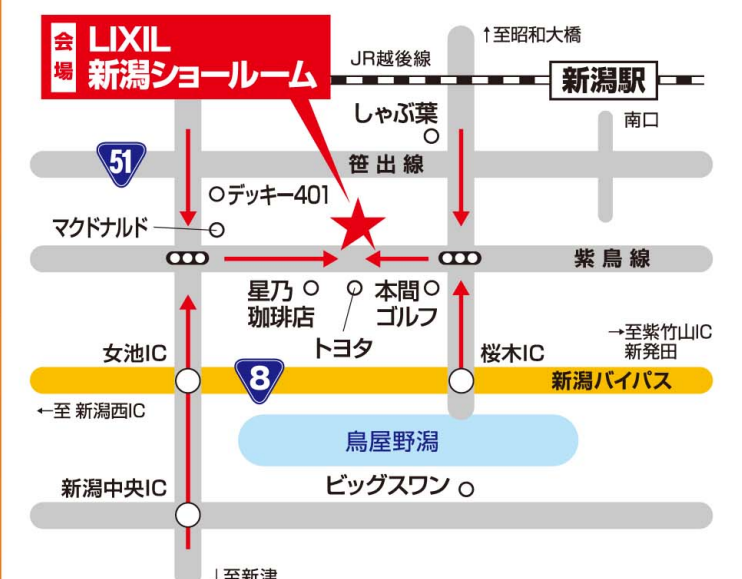 会場
LIXIL
新潟ショールーム
↑至昭和大橋
JR越後線
新潟駅
しゃぶ葉
南口
51
笹出線
デッキー401
マクドナルド
紫鳥線
星乃
珈琲店
トヨタ
本間
ゴルフ
→至紫竹山IC
新発田
女池IC
8
桜木IC
新潟バイパス
←至 新潟西IC
鳥屋野潟
新潟中央IC
ビッグスワン
↓至新津